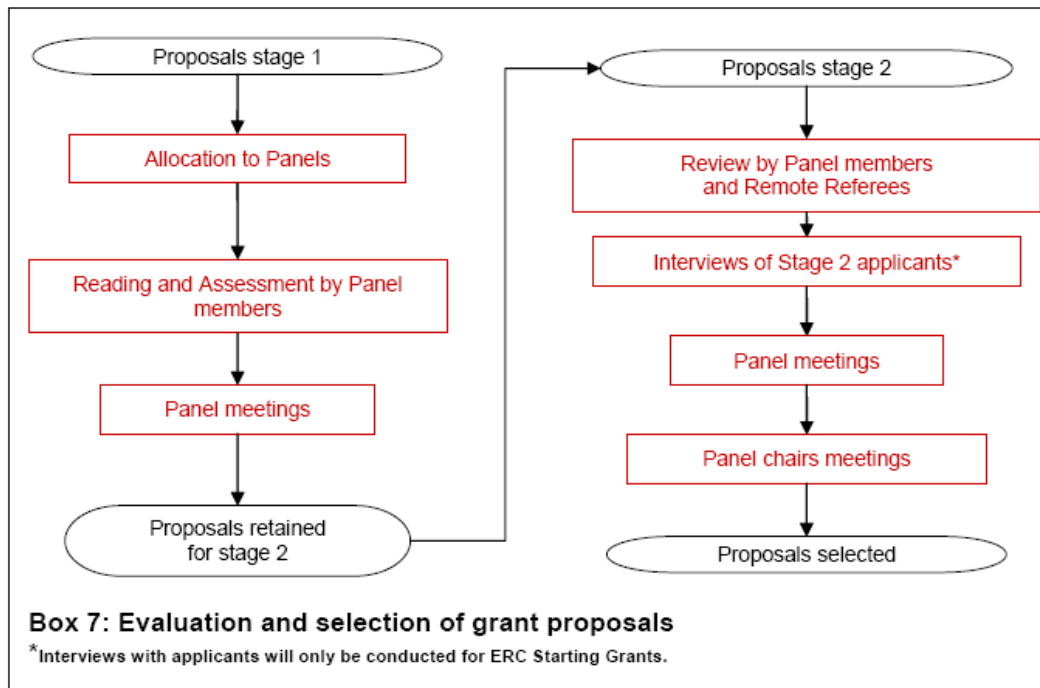 Proposals stage 1
Allocation to Panels
Reading and Assessment by Panel
members
Panel meetings
Proposals retained
for stage 2
Proposals stage 2
Review by Panel members
and Remote Referees
Interviews of Stage 2 applicants*
Panel meetings
Panel chairs meetings
Proposals selected
Box 7: Evaluation and selection of grant proposals
*Interviews with applicants will only be conducted for ERC Starting Grants.